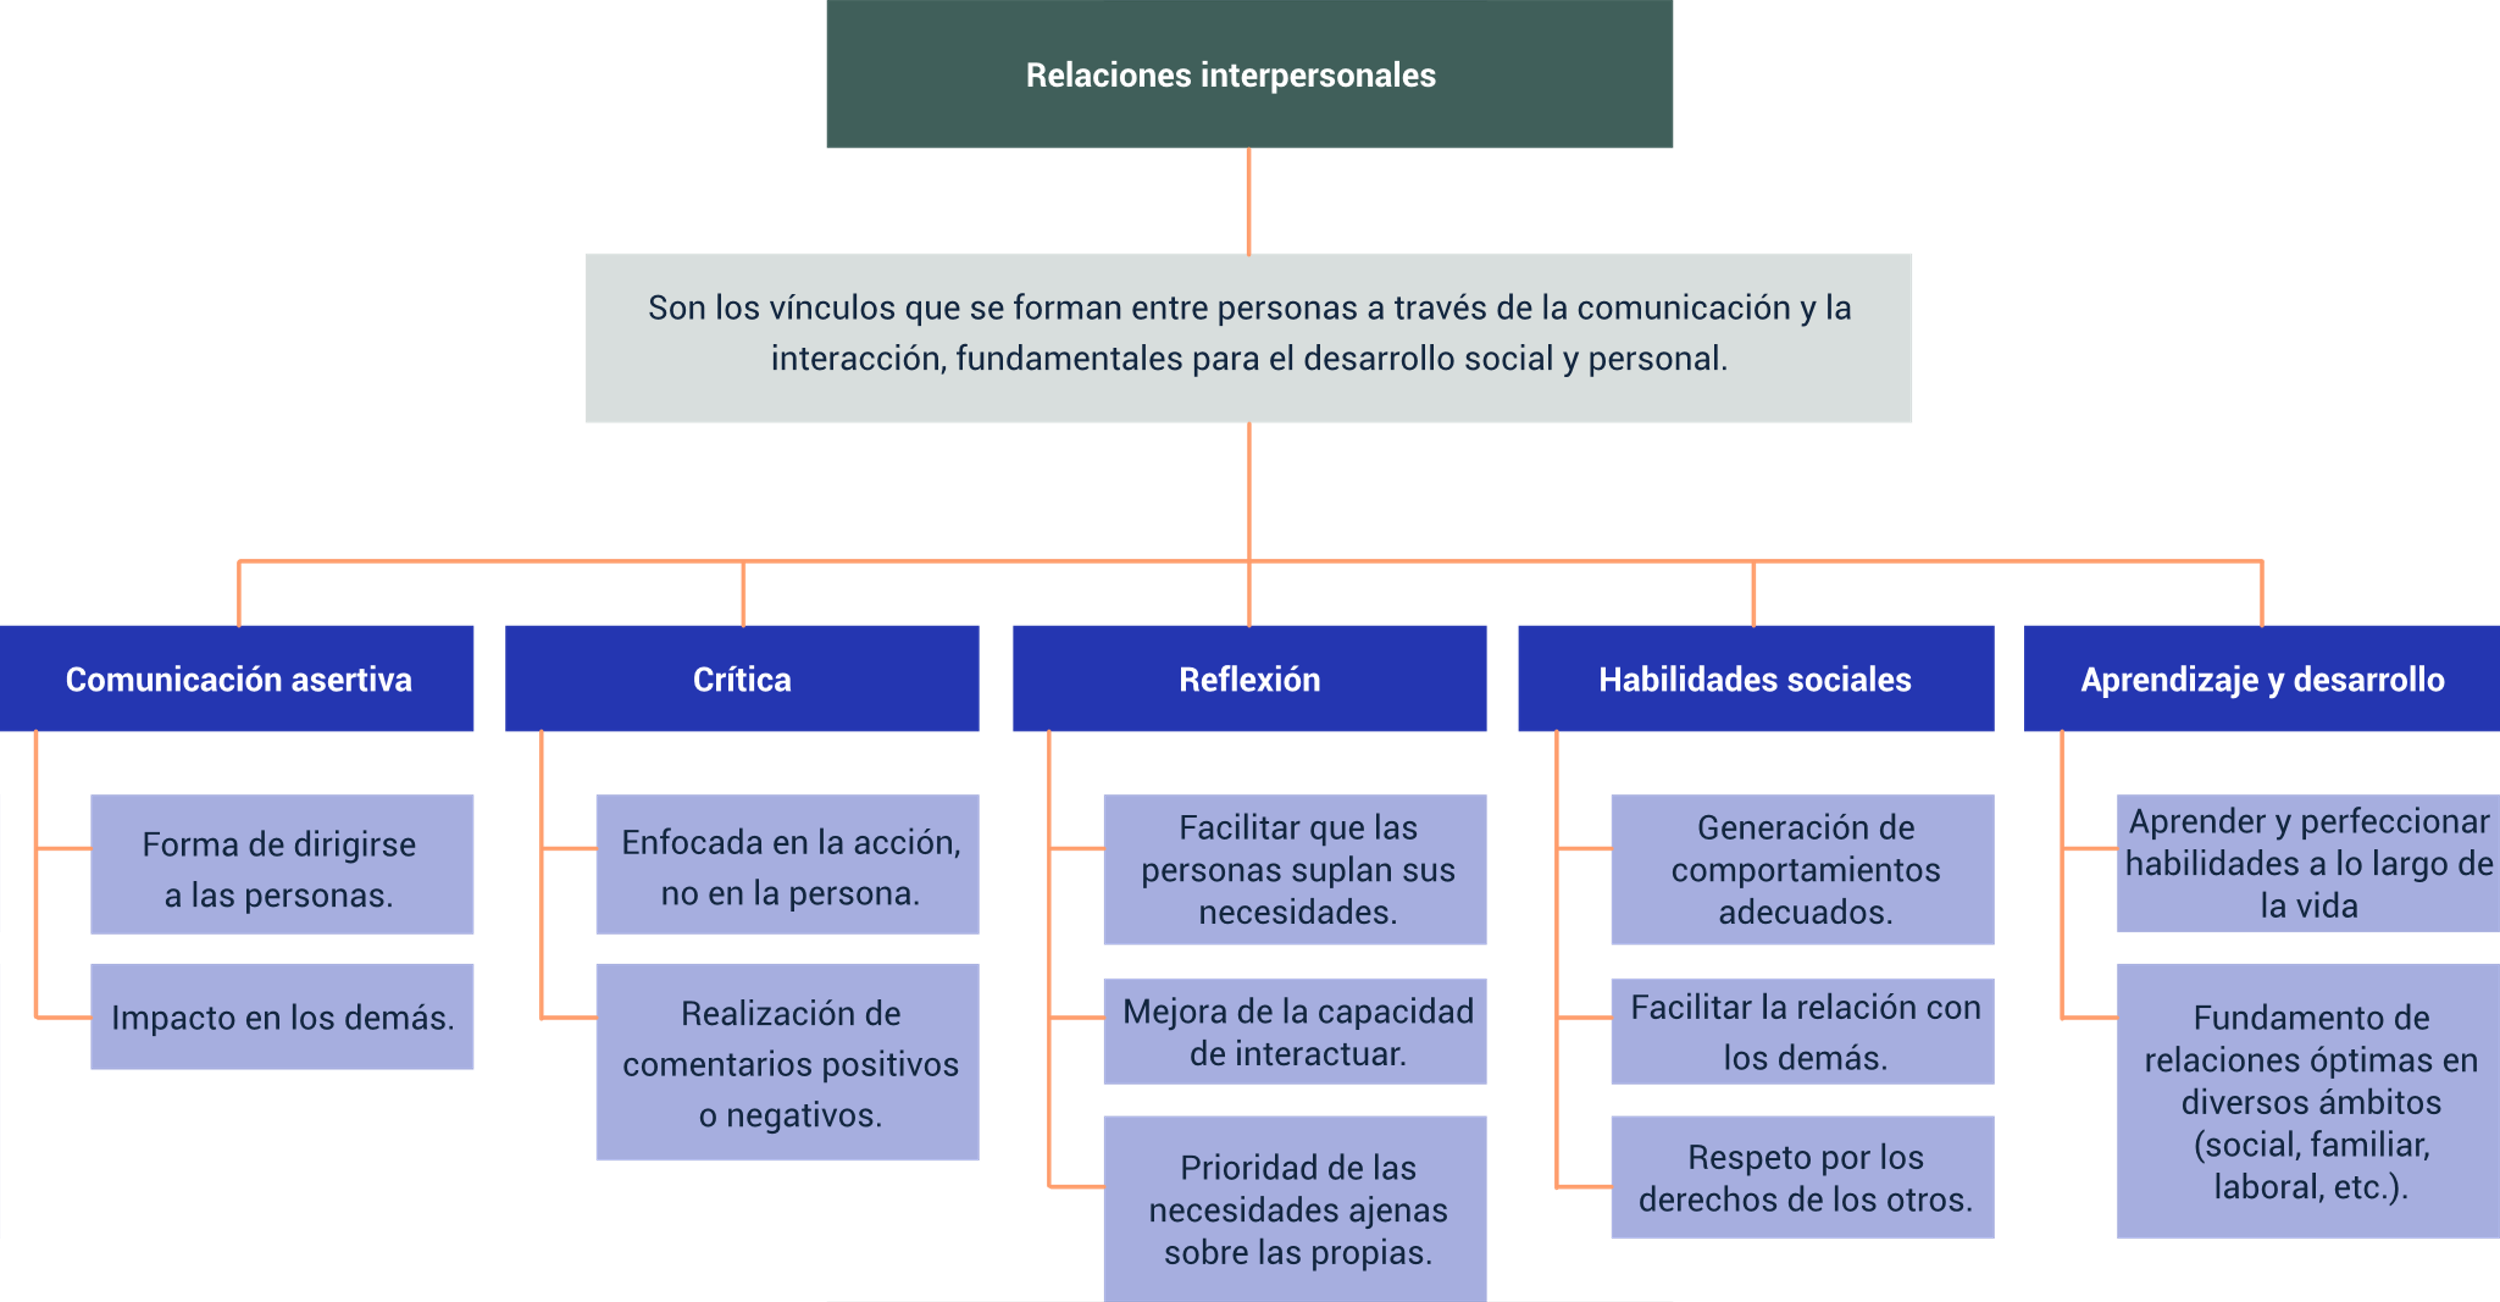 Relaciones interpersonales
Son los vínculos que se forman entre personas a través de la comunicación y la
interacción, fundamentales para el desarrollo social y personal.
Comunicación asertiva
Forma de dirigirse
a las personas.
Impacto en los demás.
Crítica
Enfocada en la acción,
no en la persona.
Realización de
comentarios positivos
o negativos.
Reflexión
Facilitar que las
personas suplan sus
necesidades.
Mejora de la capacidad
de interactuar.
Prioridad de las
necesidades ajenas
sobre las propias.
Habilidades sociales
Generación de
comportamientos
adecuados.
Facilitar la relación con
los demás.
Respeto por los
derechos de los otros.
Aprendizaje y desarrollo
Aprender y perfeccionar
habilidades a lo largo de
la vida
Fundamento de
relaciones óptimas en
diversos ámbitos
(social, familiar,
laboral, etc.).